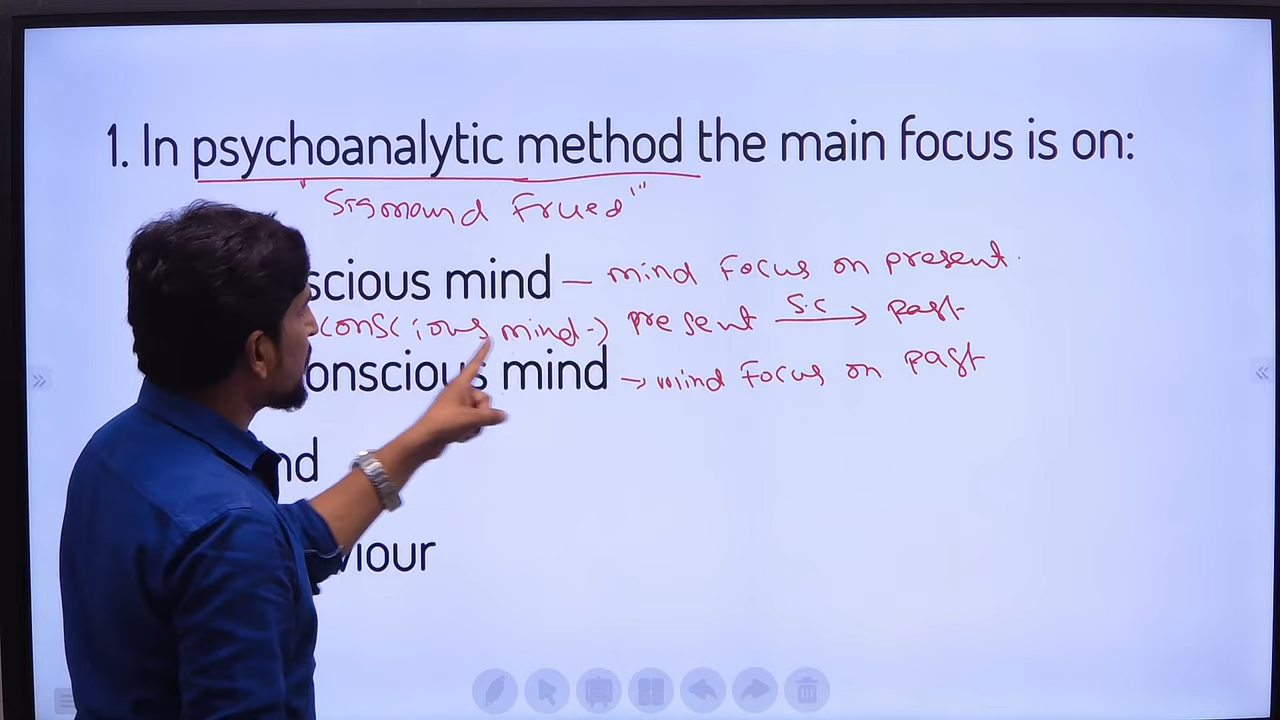 1. In psychoanalytic method the main focus is on:
"Sigmound Frued"
scious mind – mind Focus on present
conscious mind -) present S.C → past
onscious mind → mind Focus on past
nd
viour